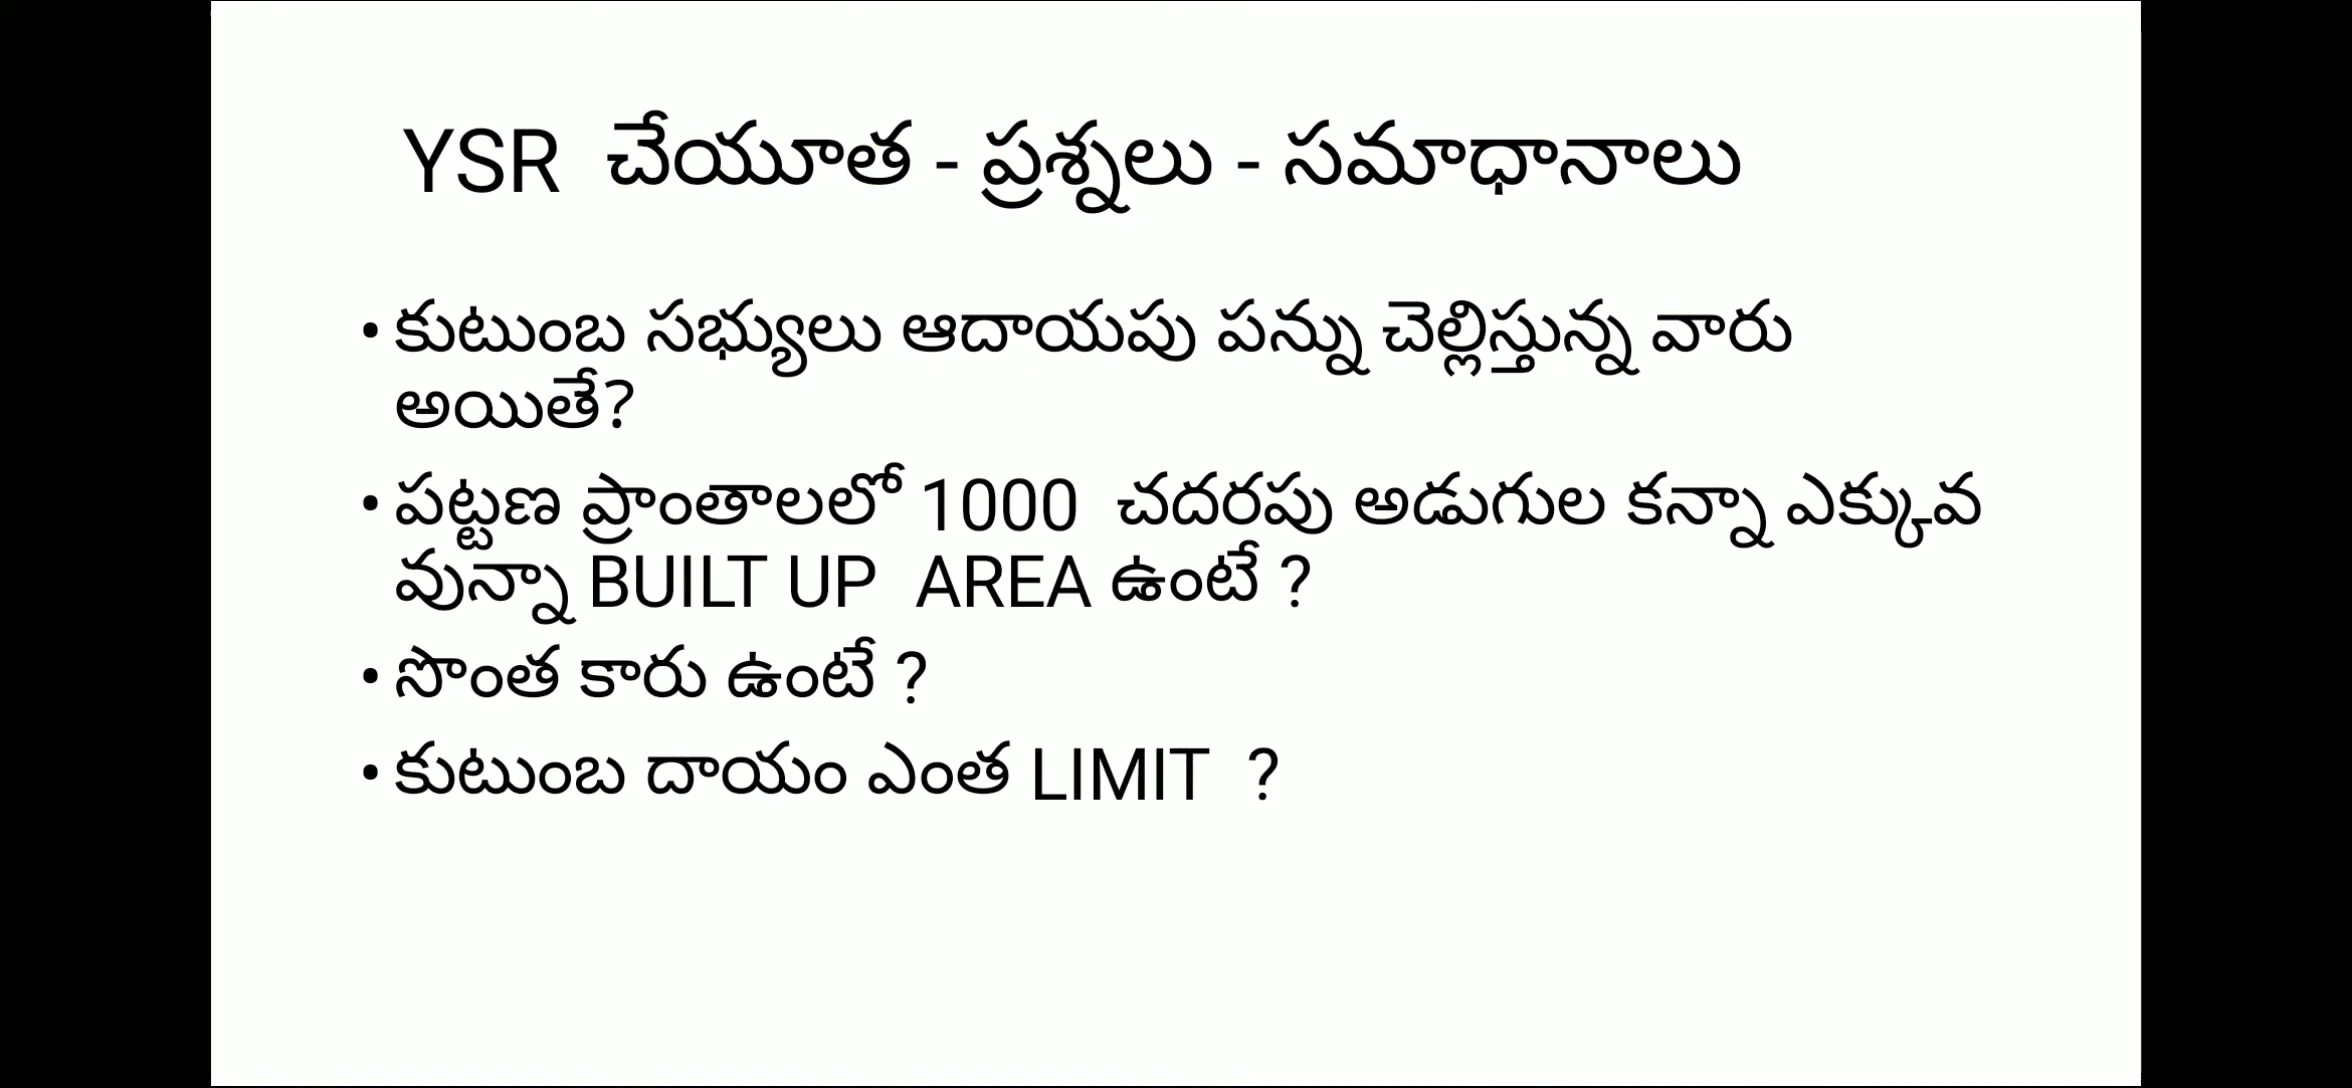 YSR చేయూత - ప్రశ్నలు - సమాధానాలు
• కుటుంబ సభ్యులు ఆదాయపు పన్ను చెల్లిస్తున్న వారు
అయితే?
• పట్టణ ప్రాంతాలలో 1000 చదరపు అడుగుల కన్నా ఎక్కువ
వున్నా BUILT UP AREA ఉంటే ?
• సొంత కారు ఉంటే ?
• కుటుంబ దాయం ఎంత LIMIT ?